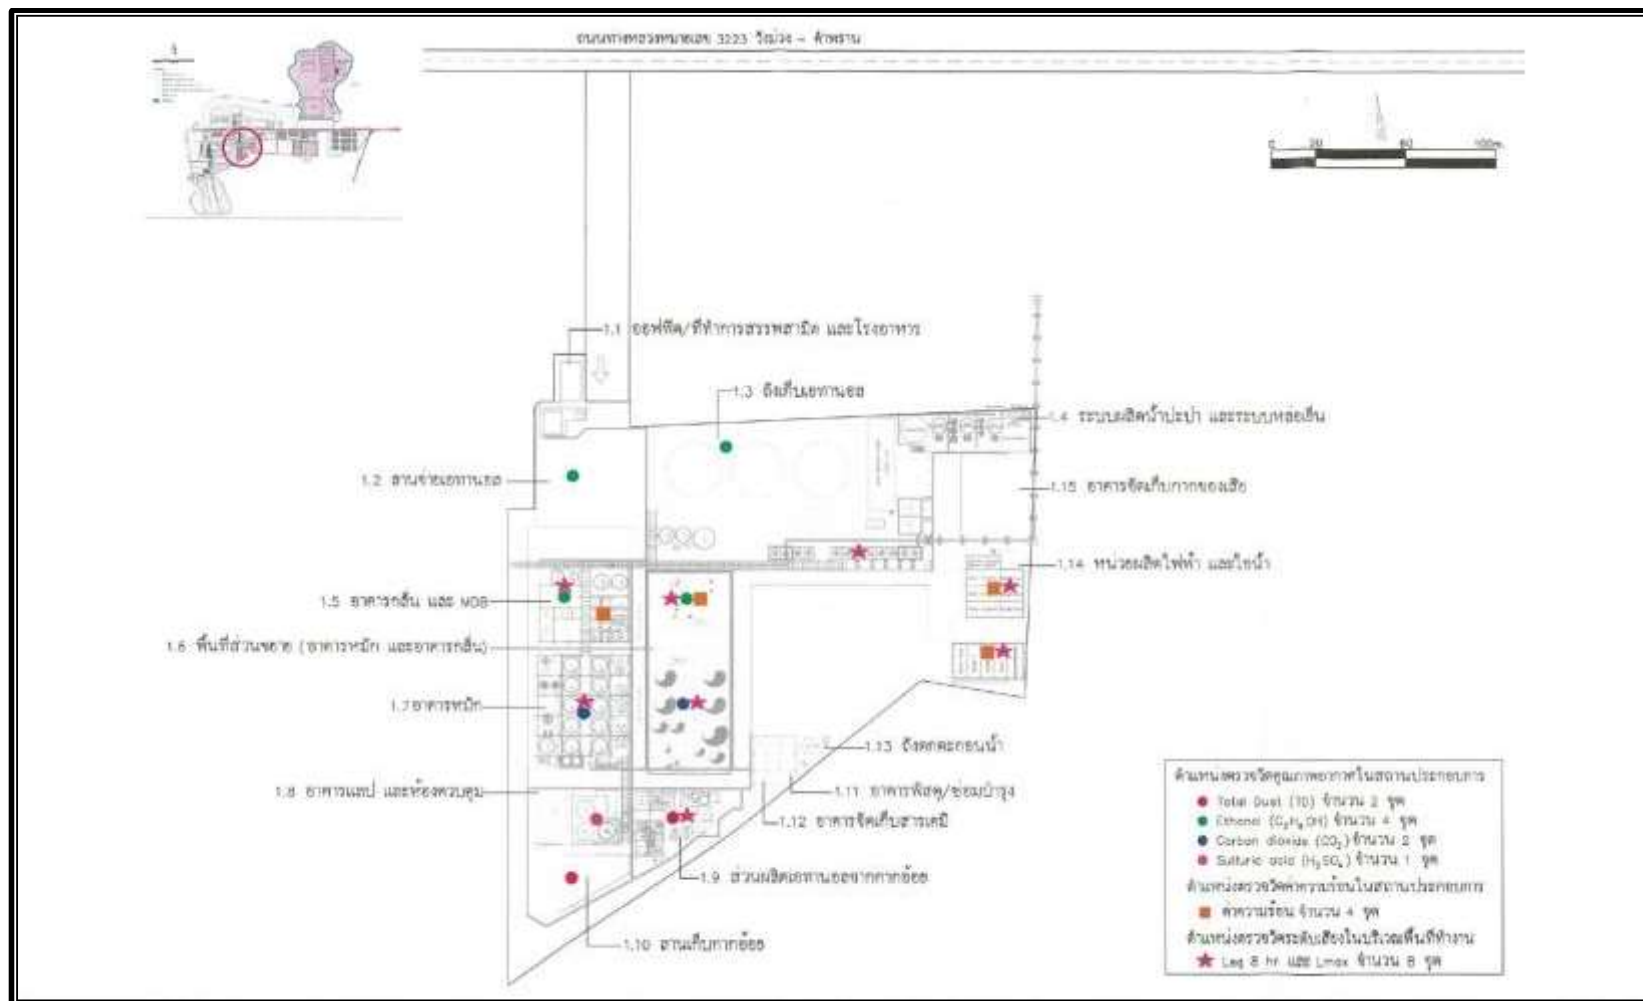 ถนนทางหลวงหมายเลข 3223 วังม่วง - คำพราน
0 20 60 100m.
1.1 ออฟฟิต/ที่ทำการสรรพสามิต และโรงอาหาร
1.3 ถังเก็บเอทานอล
1.4 ระบบผลิตน้ำปะปา และระบบหล่อเย็น
1.2 ลานจ่ายเอทานอล
1.15 อาคารจัดเก็บกากของเสีย
1.14 หน่วยผลิตไฟฟ้า และไอน้ำ
1.5 อาคารกลั่น และ MDB
1.6 พื้นที่ส่วนขยาย (อาคารหมัก และอาคารกลั่น)
1.7 อาคารหมัก
1.13 ถังตกตะกอนน้ำ
1.8 อาคารแลป และห้องควบคุม
1.11 อาคารพัสดุ/ซ่อมบำรุง
1.12 อาคารจัดเก็บสารเคมี
1.9 ส่วนผลิตเอทานอลจากกากอ้อย
1.10 ลานเก็บกากอ้อย
ตำแหน่งตรวจวัดคุณภาพอากาศในสถานประกอบการ
Total Dust (TD) จำนวน 2 จุด
Ethanol (C₂H₅OH) จำนวน 4 จุด
Carbon dioxide (CO₂) จำนวน 2 จุด
Sulfuric acid (H₂SO₄) จำนวน 1 จุด
ตำแหน่งตรวจวัดค่าความร้อนในสถานประกอบการ
ค่าความร้อน จำนวน 4 จุด
ตำแหน่งตรวจวัดระดับเสียงในบริเวณพื้นที่ทำงาน
Leq 8 hr และ Lmax จำนวน 8 จุด